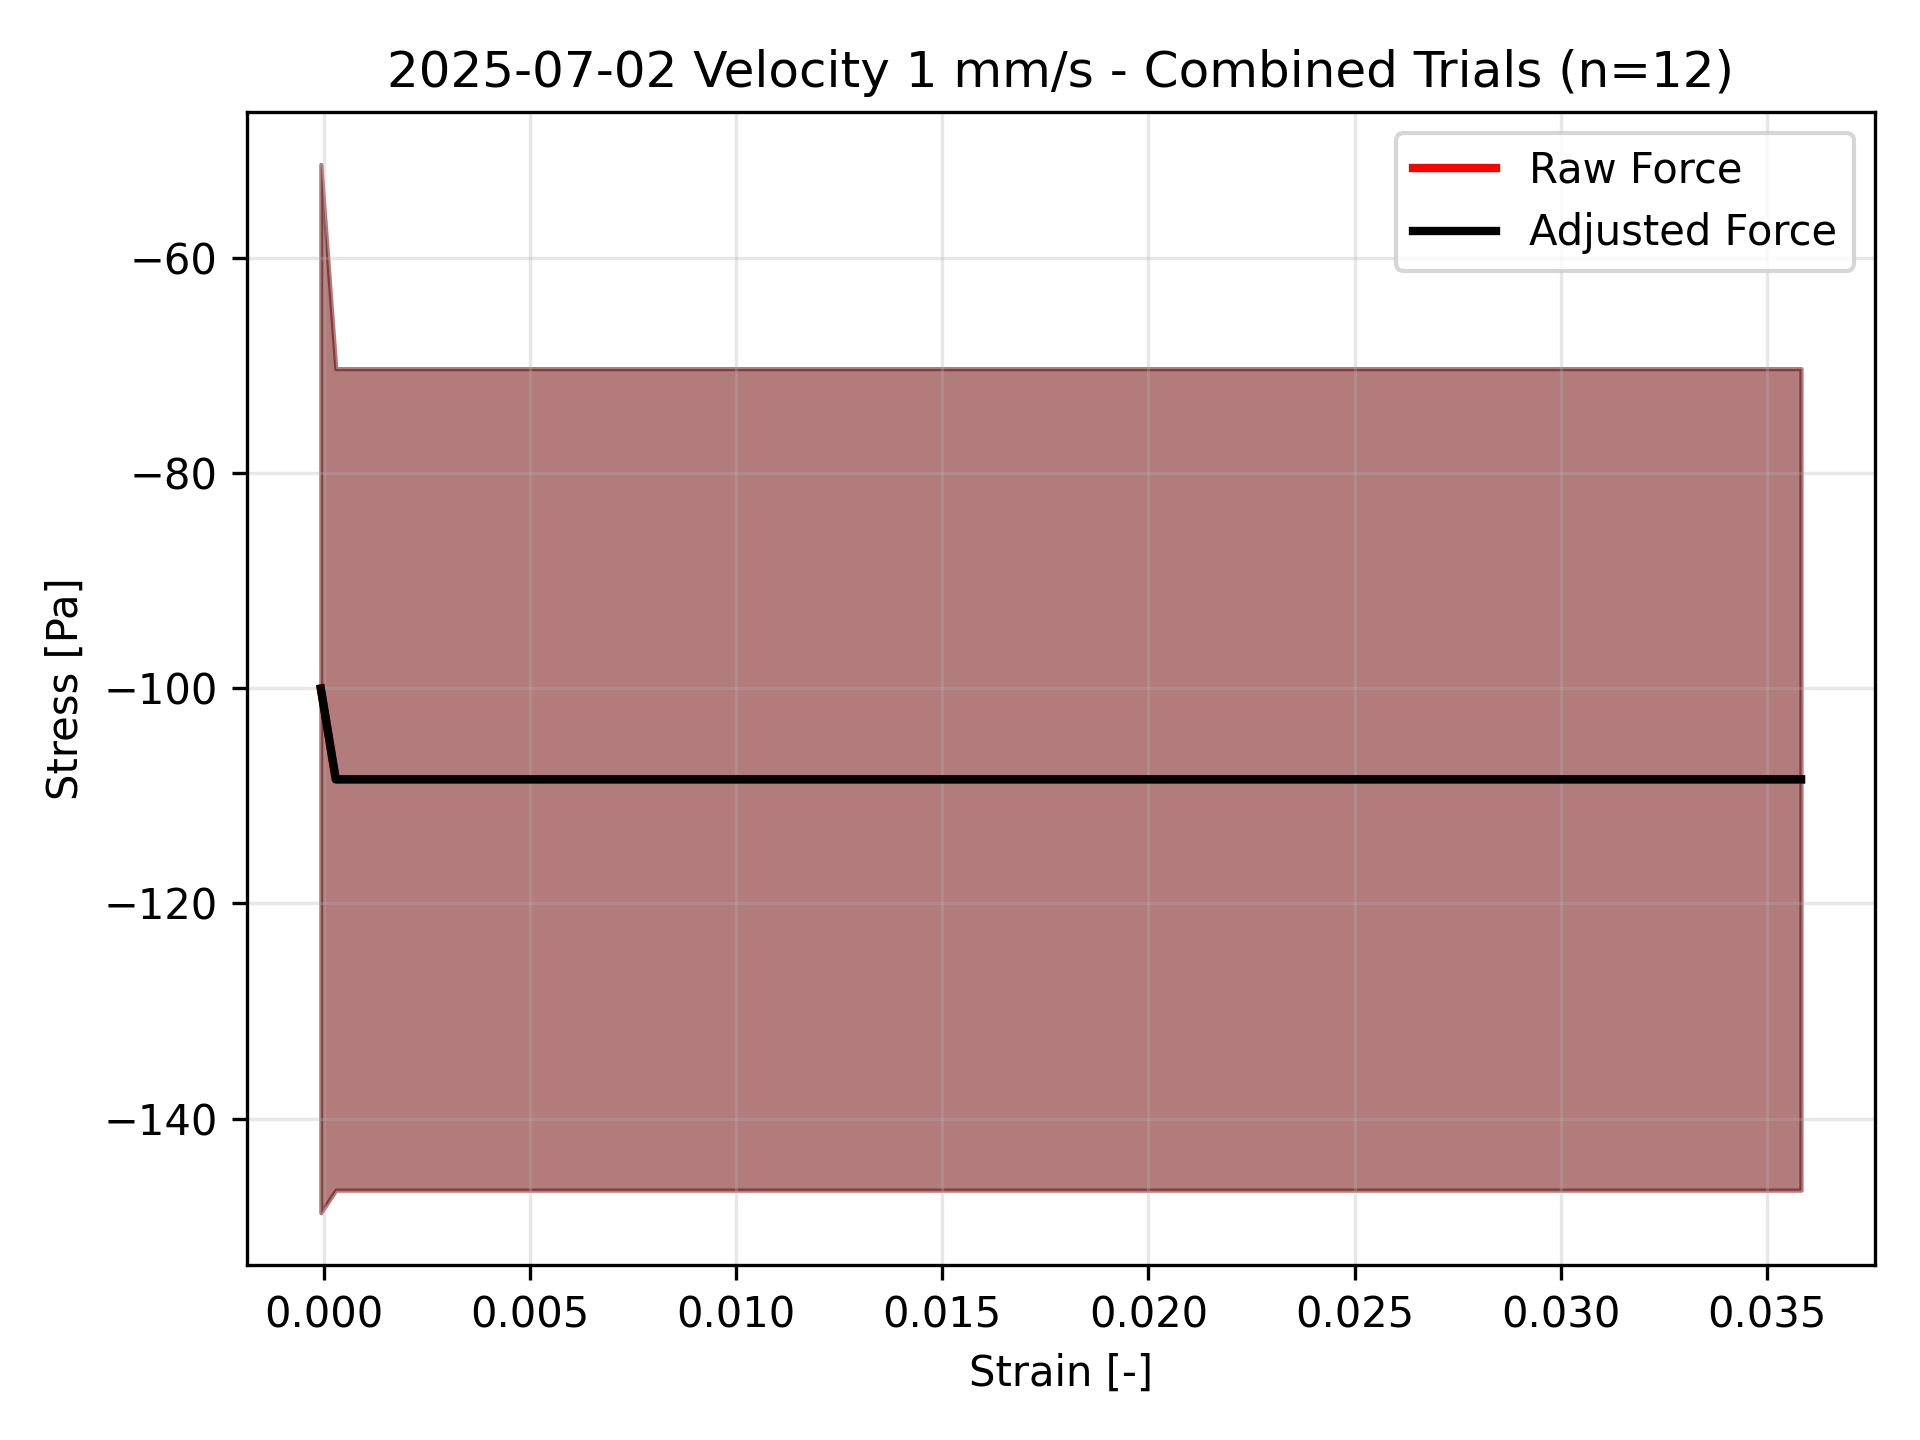 2025-07-02 Velocity 1 mm/s - Combined Trials (n=12)
Raw Force
Adjusted Force
Stress [Pa]
−60
−80
−100
−120
−140
0.000 0.005 0.010 0.015 0.020 0.025 0.030 0.035
Strain [-]